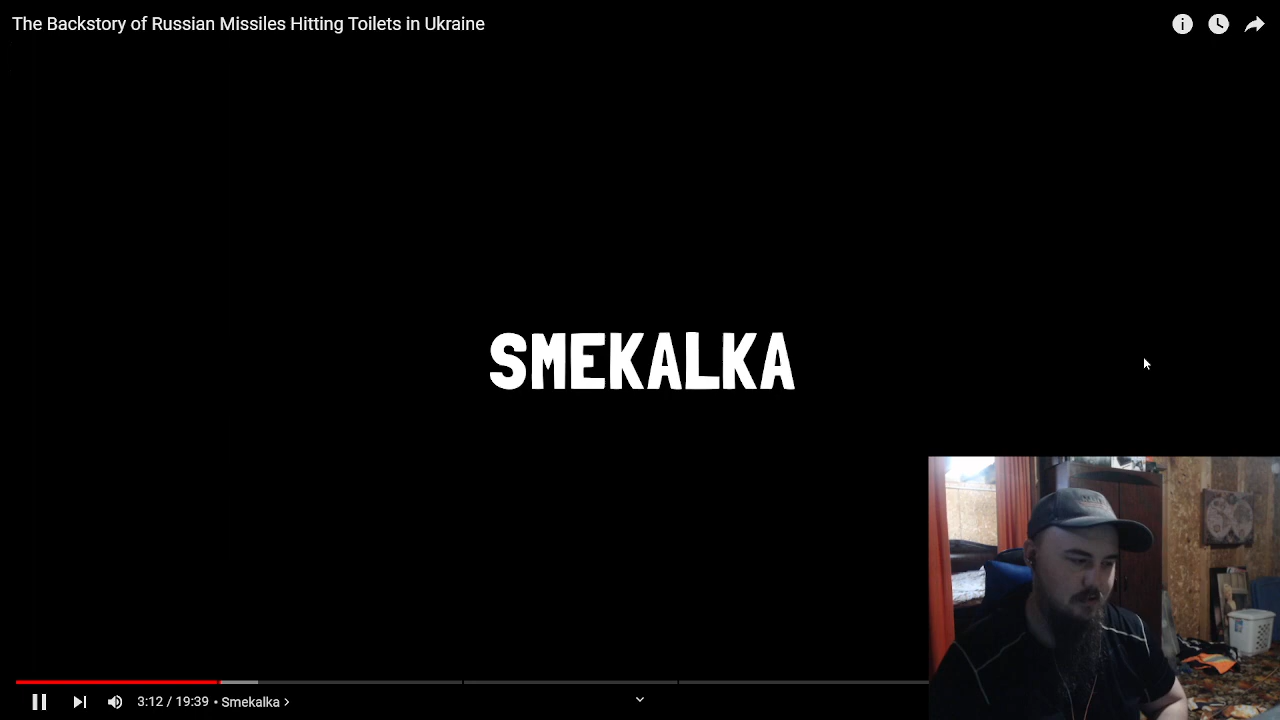 The Backstory of Russian Missiles Hitting Toilets in Ukraine
SMEKALKA
3:12 / 19:39 • Smekalka >